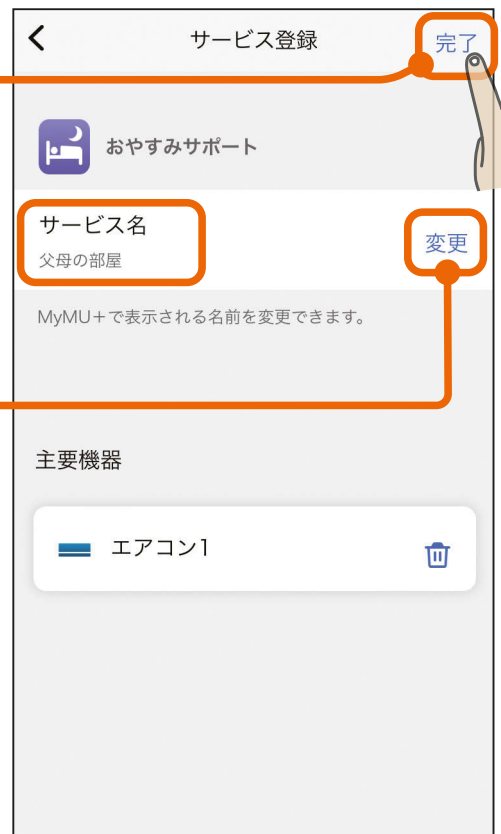 サービス登録
完了
おやすみサポート
サービス名
父母の部屋
変更
MyMU+で表示される名前を変更できます。
主要機器
エアコン1